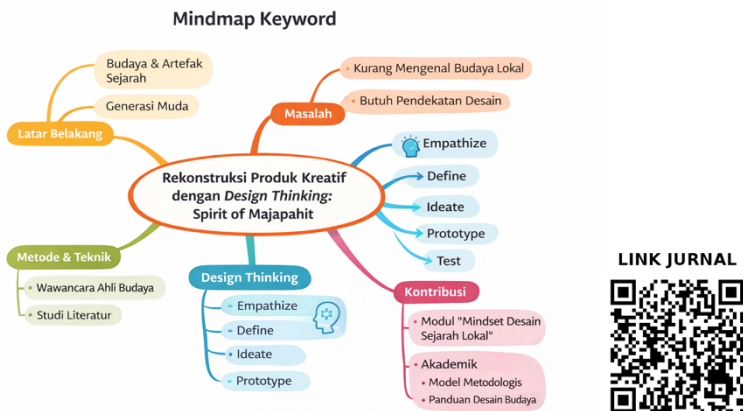 Mindmap Keyword
Budaya & Artefak
Sejarah
Generasi Muda
Latar Belakang
• Kurang Mengenal Budaya Lokal
• Butuh Pendekatan Desain
Masalah
Rekonstruksi Produk Kreatif
dengan Design Thinking:
Spirit of Majapahit
Empathize
Define
Ideate
Prototype
Test
Metode & Teknik
• Wawancara Ahli Budaya
• Studi Literatur
Design Thinking
- Empathize
- Define
• Ideate
- Prototype
Kontribusi
• Modul "Mindset Desain
Sejarah Lokal"
• Akademik
• Model Metodologis
• Panduan Desain Budaya
LINK JURNAL